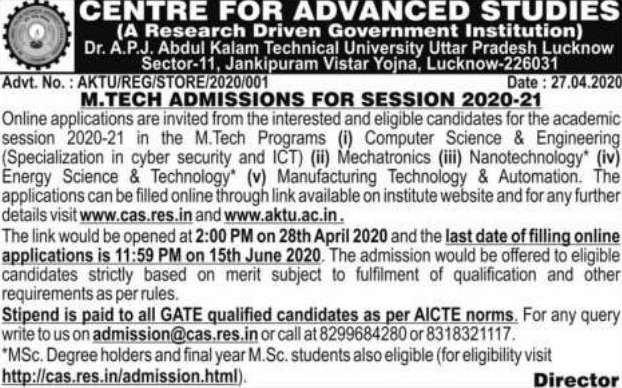 CENTRE FOR ADVANCED STUDIES
(A Research Driven Government Institution)
Dr. A.P.J. Abdul Kalam Technical University Uttar Pradesh Lucknow
Sector-11, Jankipuram Vistar Yojna, Lucknow-226031
Advt. No. : AKTU/REG/STORE/2020/001 Date : 27.04.2020
M.TECH ADMISSIONS FOR SESSION 2020-21
Online applications are invited from the interested and eligible candidates for the academic
session 2020-21 in the M.Tech Programs (i) Computer Science & Engineering
(Specialization in cyber security and ICT) (ii) Mechatronics (iii) Nanotechnology* (iv)
Energy Science & Technology* (v) Manufacturing Technology & Automation. The
applications can be filled online through link available on institute website and for any further
details visit www.cas.res.in and www.aktu.ac.in .
The link would be opened at 2:00 PM on 28th April 2020 and the last date of filling online
applications is 11:59 PM on 15th June 2020. The admission would be offered to eligible
candidates strictly based on merit subject to fulfilment of qualification and other
requirements as per rules.
Stipend is paid to all GATE qualified candidates as per AICTE norms. For any query
write to us on admission@cas.res.in or call at 8299684280 or 8318321117.
*MSc. Degree holders and final year M.Sc. students also eligible (for eligibility visit
http://cas.res.in/admission.html). Director